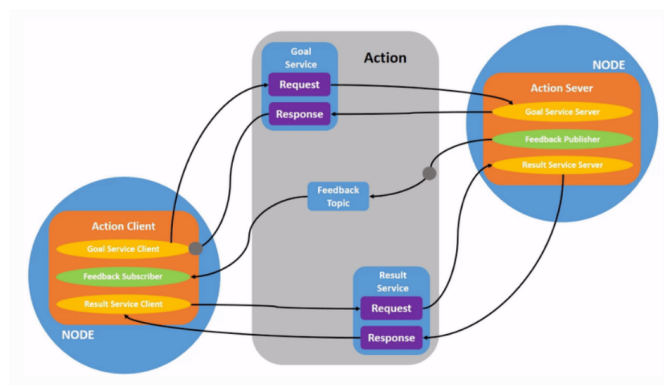 Goal
Service
Request
Response
Action
NODE
Action Sever
Goal Service Server
Feedback Publisher
Result Service Server
Feedback
Topic
Action Client
Goal Service Client
Feedback Subscriber
Result Service Client
NODE
Result
Service
Request
Response